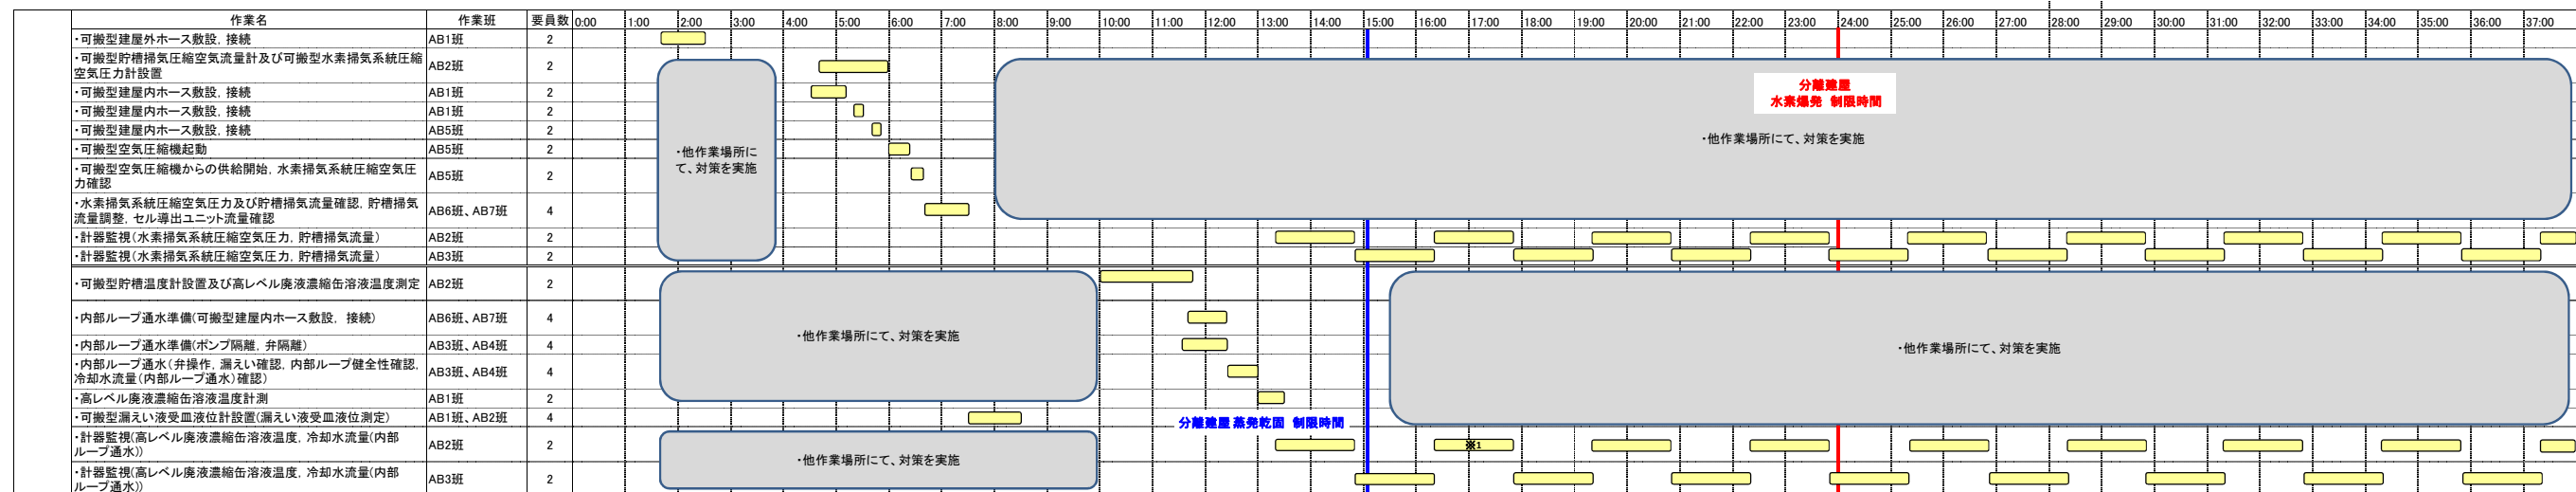 作業名 作業班 要員数 0:00 1:00 2:00 3:00 4:00 5:00 6:00 7:00 8:00 9:00 10:00 11:00 12:00 13:00 14:00 15:00 16:00 17:00 18:00 19:00 20:00 21:00 22:00 23:00 24:00 25:00 26:00 27:00 28:00 29:00 30:00 31:00 32:00 33:00 34:00 35:00 36:00 37:00
・可搬型建屋外ホース敷設，接続 AB1班 2
・可搬型貯槽掃気圧縮空気流量計及び可搬型水素掃気系統圧縮
空気圧力計設置 AB2班 2
・可搬型建屋内ホース敷設，接続 AB1班 2
・可搬型建屋内ホース敷設，接続 AB1班 2
・可搬型建屋内ホース敷設，接続 AB5班 2
・可搬型空気圧縮機起動 AB5班 2
・可搬型空気圧縮機からの供給開始，水素掃気系統圧縮空気圧
力確認 AB5班 2
・水素掃気系統圧縮空気圧力及び貯槽掃気流量確認，貯槽掃気
流量調整，セル導出ユニット流量確認 AB6班、AB7班 4
・計器監視（水素掃気系統圧縮空気圧力，貯槽掃気流量） AB2班 2
・計器監視（水素掃気系統圧縮空気圧力，貯槽掃気流量） AB3班 2
・他作業場所に
て、対策を実施
分離建屋
水素爆発 制限時間
・他作業場所にて、対策を実施
・可搬型貯槽温度計設置及び高レベル廃液濃縮缶溶液温度測定 AB2班 2
・内部ループ通水準備(可搬型建屋内ホース敷設，接続） AB6班、AB7班 4
・内部ループ通水準備(ポンプ隔離，弁隔離） AB3班、AB4班 4
・内部ループ通水（弁操作，漏えい確認，内部ループ健全性確認，
冷却水流量（内部ループ通水）確認） AB3班、AB4班 4
・高レベル廃液濃縮缶溶液温度計測 AB1班 2
・可搬型漏えい液受皿液位計設置(漏えい液受皿液位測定） AB1班、AB2班 4
・他作業場所にて、対策を実施
・他作業場所にて、対策を実施
分離建屋 蒸発乾固 制限時間
・計器監視(高レベル廃液濃縮缶溶液温度，冷却水流量(内部
ループ通水)) AB2班 2
※1
・計器監視(高レベル廃液濃縮缶溶液温度，冷却水流量(内部
ループ通水)) AB3班 2
・他作業場所にて、対策を実施